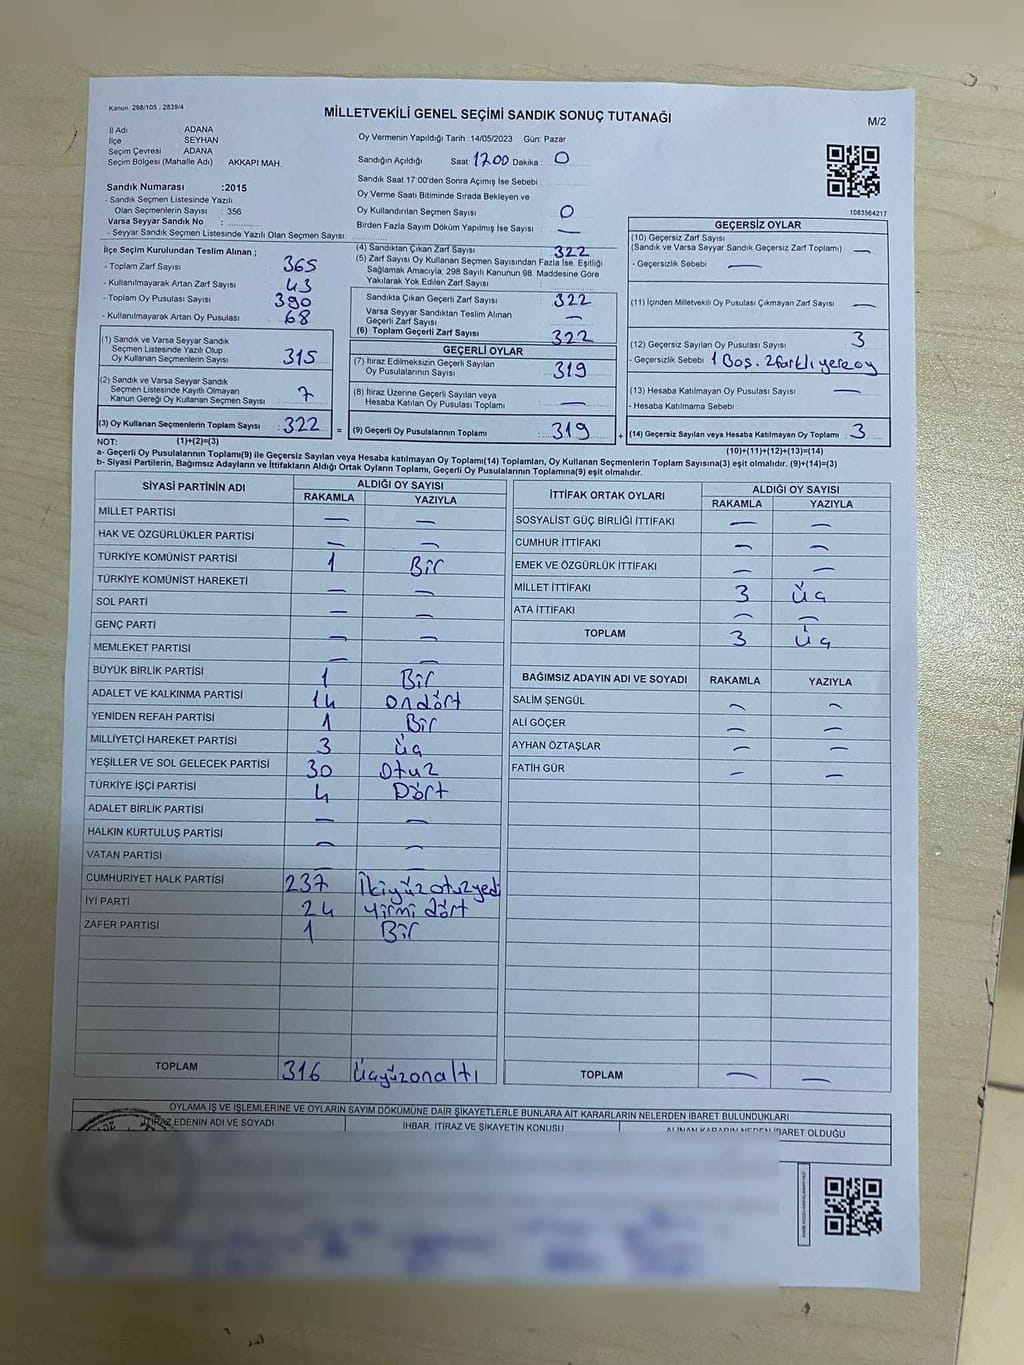 Kanun. 298/105 , 2839/4
MİLLETVEKİLİ GENEL SEÇİMİ SANDIK SONUÇ TUTANAĞI
M/2
İl Adı ADANA
İlçe SEYHAN
Seçim Çevresi ADANA
Seçim Bölgesi (Mahalle Adı) AKKAPI MAH.
Oy Vermenin Yapıldığı Tarih :14/05/2023 Gün: Pazar
Sandığın Açıldığı Saat 17.00 Dakika : 0
Sandık Saat 17:00'den Sonra Açımış İse Sebebi
Oy Verme Saati Bitiminde Sırada Bekleyen ve
Oy Kullandırılan Seçmen Sayısı 0
Birden Fazla Sayım Döküm Yapılmış İse Sayısı —
Sandık Numarası :2015
- Sandık Seçmen Listesinde Yazılı
Olan Seçmenlerin Sayısı : 356
Varsa Seyyar Sandık No :
- Seyyar Sandık Seçmen Listesinde Yazılı Olan Seçmen Sayısı:
1083564217
İlçe Seçim Kurulundan Teslim Alınan ;
- Toplam Zarf Sayısı 365
- Kullanılmayarak Artan Zarf Sayısı 43
- Toplam Oy Pusulası Sayısı 390
- Kullanılmayarak Artan Oy Pusulası 68
(1) Sandık ve Varsa Seyyar Sandık
Seçmen Listesinde Yazılı Olup
Oy Kullanan Seçmenlerin Sayısı 315
(2) Sandık ve Varsa Seyyar Sandık
Seçmen Listesinde Kayıtlı Olmayan
Kanun Gereği Oy Kullanan Seçmen Sayısı 7
(3) Oy Kullanan Seçmenlerin Toplam Sayısı 322
(4) Sandıktan Çıkan Zarf Sayısı 322
(5) Zarf Sayısı Oy Kullanan Seçmen Sayısından Fazla İse, Eşitliği
Sağlamak Amacıyla; 298 Sayılı Kanunun 98. Maddesine Göre
Yakılarak Yok Edilen Zarf Sayısı
Sandıkta Çıkan Geçerli Zarf Sayısı 322
Varsa Seyyar Sandıktan Teslim Alınan
Geçerli Zarf Sayısı —
(6) Toplam Geçerli Zarf Sayısı 322
GEÇERLİ OYLAR
(7) İtiraz Edilmeksizin Geçerli Sayılan
Oy Pusulalarının Sayısı 319
(8) İtiraz Üzerine Geçerli Sayılan veya
Hesaba Katılan Oy Pusulası Toplamı —
= (9) Geçerli Oy Pusulalarının Toplamı 319 +
GEÇERSİZ OYLAR
(10) Geçersiz Zarf Sayısı
(Sandık ve Varsa Seyyar Sandık Geçersiz Zarf Toplamı) —
- Geçersizlik Sebebi —
(11) İçinden Milletvekili Oy Pusulası Çıkmayan Zarf Sayısı —
(12) Geçersiz Sayılan Oy Pusulası Sayısı 3
- Geçersizlik Sebebi 1 Boş. 2 farklı yere oy
(13) Hesaba Katılmayan Oy Pusulası Sayısı —
- Hesaba Katılmama Sebebi
(14) Geçersiz Sayılan veya Hesaba Katılmayan Oy Toplamı 3
NOT: (1)+(2)=(3)
(10)+(11)+(12)+(13)=(14)
a- Geçerli Oy Pusulalarının Toplamı(9) ile Geçersiz Sayılan veya Hesaba katılmayan Oy Toplamı(14) Toplamları, Oy Kullanan Seçmenlerin Toplam Sayısına(3) eşit olmalıdır. (9)+(14)=(3)
b- Siyasi Partilerin, Bağımsız Adayların ve İttifakların Aldığı Ortak Oyların Toplamı, Geçerli Oy Pusulalarının Toplamına(9) eşit olmalıdır.
SİYASİ PARTİNİN ADI ALDIĞI OY SAYISI
RAKAMLA YAZIYLA
MİLLET PARTİSİ — —
HAK VE ÖZGÜRLÜKLER PARTİSİ — —
TÜRKİYE KOMÜNİST PARTİSİ 1 Bir
TÜRKİYE KOMÜNİST HAREKETİ — —
SOL PARTİ — —
GENÇ PARTİ — —
MEMLEKET PARTİSİ — —
BÜYÜK BİRLİK PARTİSİ 1 Bir
ADALET VE KALKINMA PARTİSİ 14 ondört
YENİDEN REFAH PARTİSİ 1 Bir
MİLLİYETÇİ HAREKET PARTİSİ 3 üç
YEŞİLLER VE SOL GELECEK PARTİSİ 30 otuz
TÜRKİYE İŞÇİ PARTİSİ 4 Dört
ADALET BİRLİK PARTİSİ — —
HALKIN KURTULUŞ PARTİSİ — —
VATAN PARTİSİ — —
CUMHURİYET HALK PARTİSİ 237 İkiyüzotuzyedi
İYİ PARTİ 24 yirmi dört
ZAFER PARTİSİ 1 Bir
TOPLAM 316 üçyüzonaltı
İTTİFAK ORTAK OYLARI ALDIĞI OY SAYISI
RAKAMLA YAZIYLA
SOSYALİST GÜÇ BİRLİĞİ İTTİFAKI — —
CUMHUR İTTİFAKI — —
EMEK VE ÖZGÜRLÜK İTTİFAKI — —
MİLLET İTTİFAKI 3 üç
ATA İTTİFAKI — —
TOPLAM 3 üç
BAĞIMSIZ ADAYIN ADI VE SOYADI RAKAMLA YAZIYLA
SALİM ŞENGÜL — —
ALİ GÖÇER — —
AYHAN ÖZTAŞLAR — —
FATİH GÜR — —
TOPLAM — —
OYLAMA İŞ VE İŞLEMLERİNE VE OYLARIN SAYIM DÖKÜMÜNE DAİR ŞİKAYETLERLE BUNLARA AİT KARARLARIN NELERDEN İBARET BULUNDUKLARI
İTİRAZ EDENİN ADI VE SOYADI İHBAR, İTİRAZ VE ŞİKAYETİN KONUSU ALINAN KARARIN NEDEN İBARET OLDUĞU